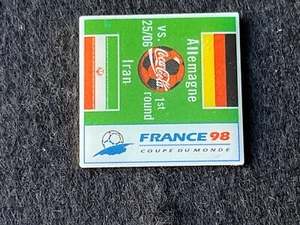 Allemagne
1st round
Coca-Cola
vs. 25/06
Iran
FRANCE 98
COUPE DU MONDE